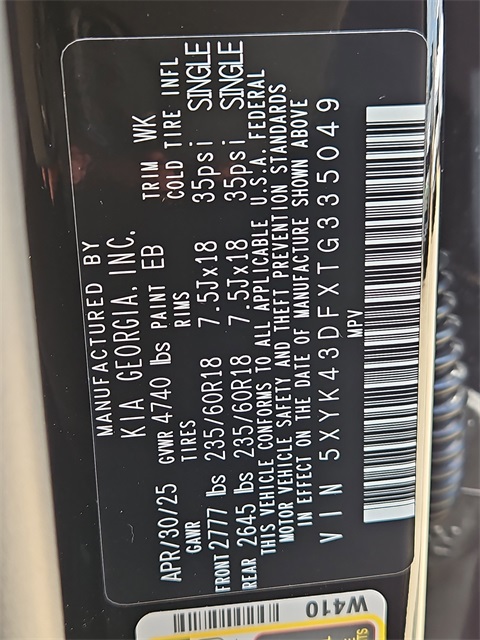 MANUFACTURED BY
KIA GEORGIA, INC.
APR/30/25 GVWR 4740 lbs PAINT EB TRIM WK
GAWR TIRES RIMS COLD TIRE INFL
FRONT 2777 lbs 235/60R18 7.5Jx18 35psi SINGLE
REAR 2645 lbs 235/60R18 7.5Jx18 35psi SINGLE
THIS VEHICLE CONFORMS TO ALL APPLICABLE U.S.A. FEDERAL
MOTOR VEHICLE SAFETY AND THEFT PREVENTION STANDARDS
IN EFFECT ON THE DATE OF MANUFACTURE SHOWN ABOVE
VIN 5XYK43DFXTG335049
MPV
W410